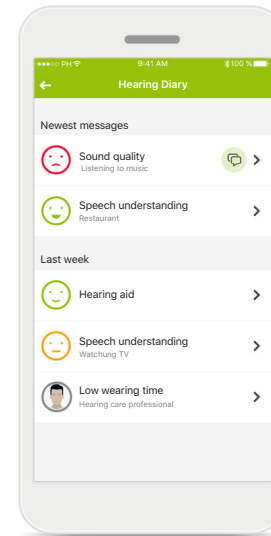 PH
9:41 AM
100 %
Hearing Diary
Newest messages
Sound quality
Listening to music
Speech understanding
Restaurant
Last week
Hearing aid
Speech understanding
Watchung TV
Low wearing time
Hearing care professional